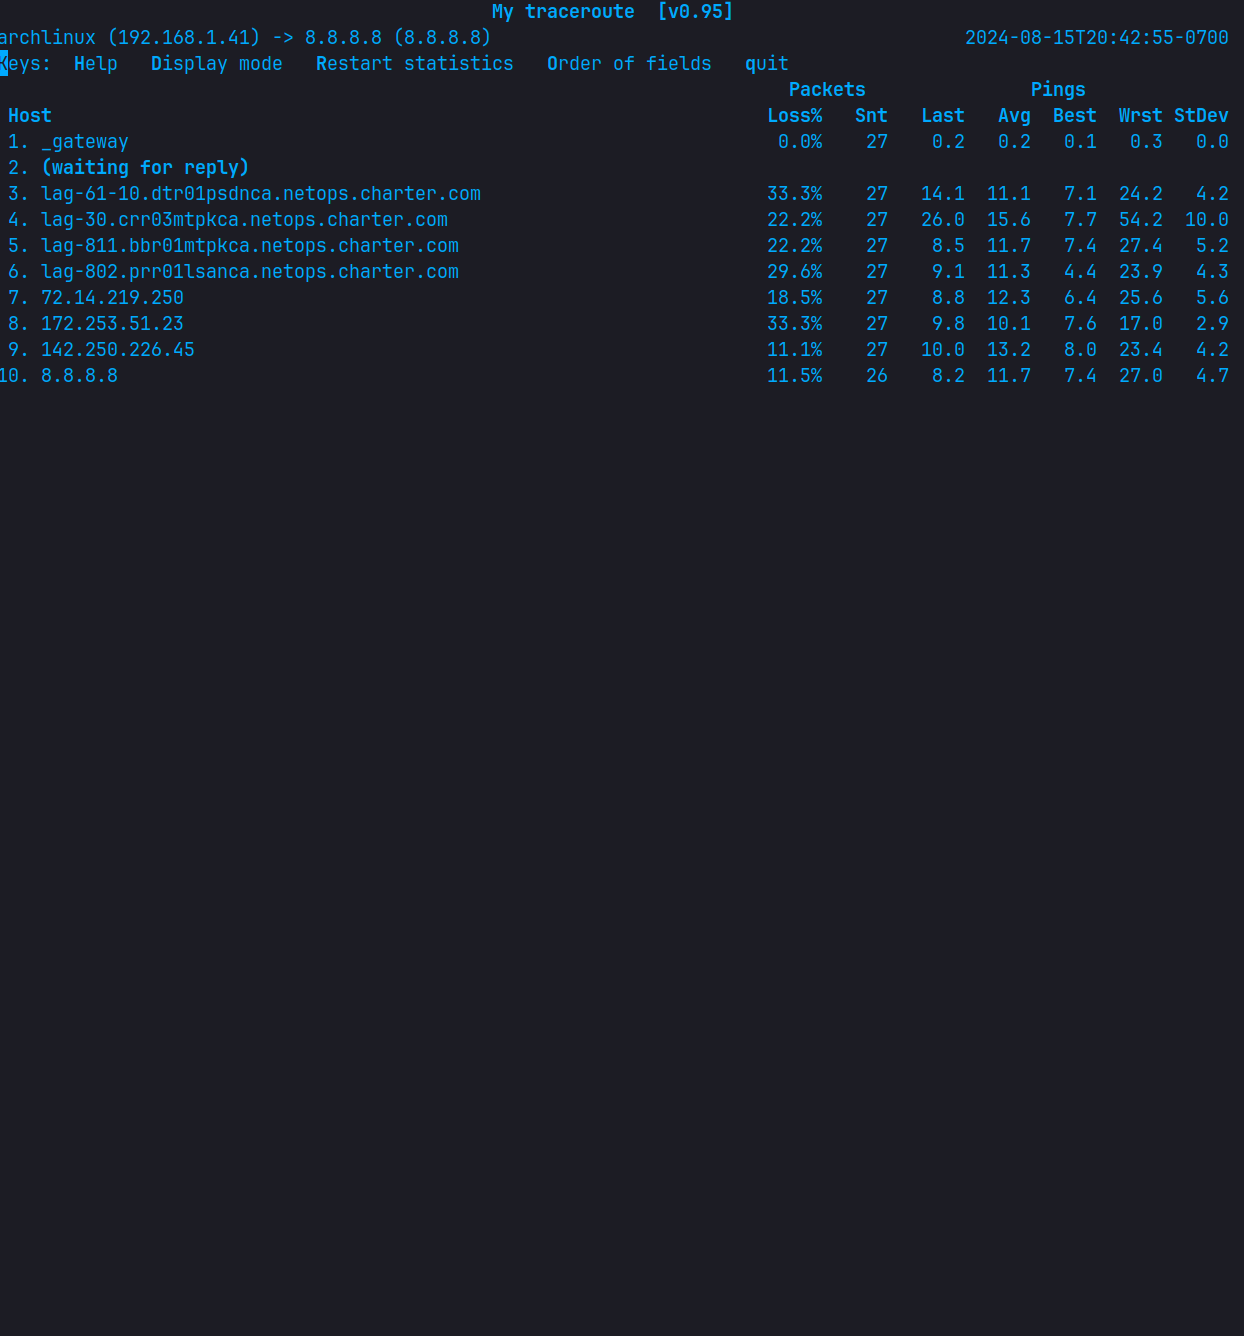 My traceroute  [v0.95]
archlinux (192.168.1.41) -> 8.8.8.8 (8.8.8.8) 2024-08-15T20:42:55-0700
Keys:  Help   Display mode   Restart statistics   Order of fields   quit
Packets Pings
Host Loss% Snt Last Avg Best Wrst StDev
1. _gateway 0.0% 27 0.2 0.2 0.1 0.3 0.0
2. (waiting for reply)
3. lag-61-10.dtr01psdnca.netops.charter.com 33.3% 27 14.1 11.1 7.1 24.2 4.2
4. lag-30.crr03mtpkca.netops.charter.com 22.2% 27 26.0 15.6 7.7 54.2 10.0
5. lag-811.bbr01mtpkca.netops.charter.com 22.2% 27 8.5 11.7 7.4 27.4 5.2
6. lag-802.prr01lsanca.netops.charter.com 29.6% 27 9.1 11.3 4.4 23.9 4.3
7. 72.14.219.250 18.5% 27 8.8 12.3 6.4 25.6 5.6
8. 172.253.51.23 33.3% 27 9.8 10.1 7.6 17.0 2.9
9. 142.250.226.45 11.1% 27 10.0 13.2 8.0 23.4 4.2
10. 8.8.8.8 11.5% 26 8.2 11.7 7.4 27.0 4.7